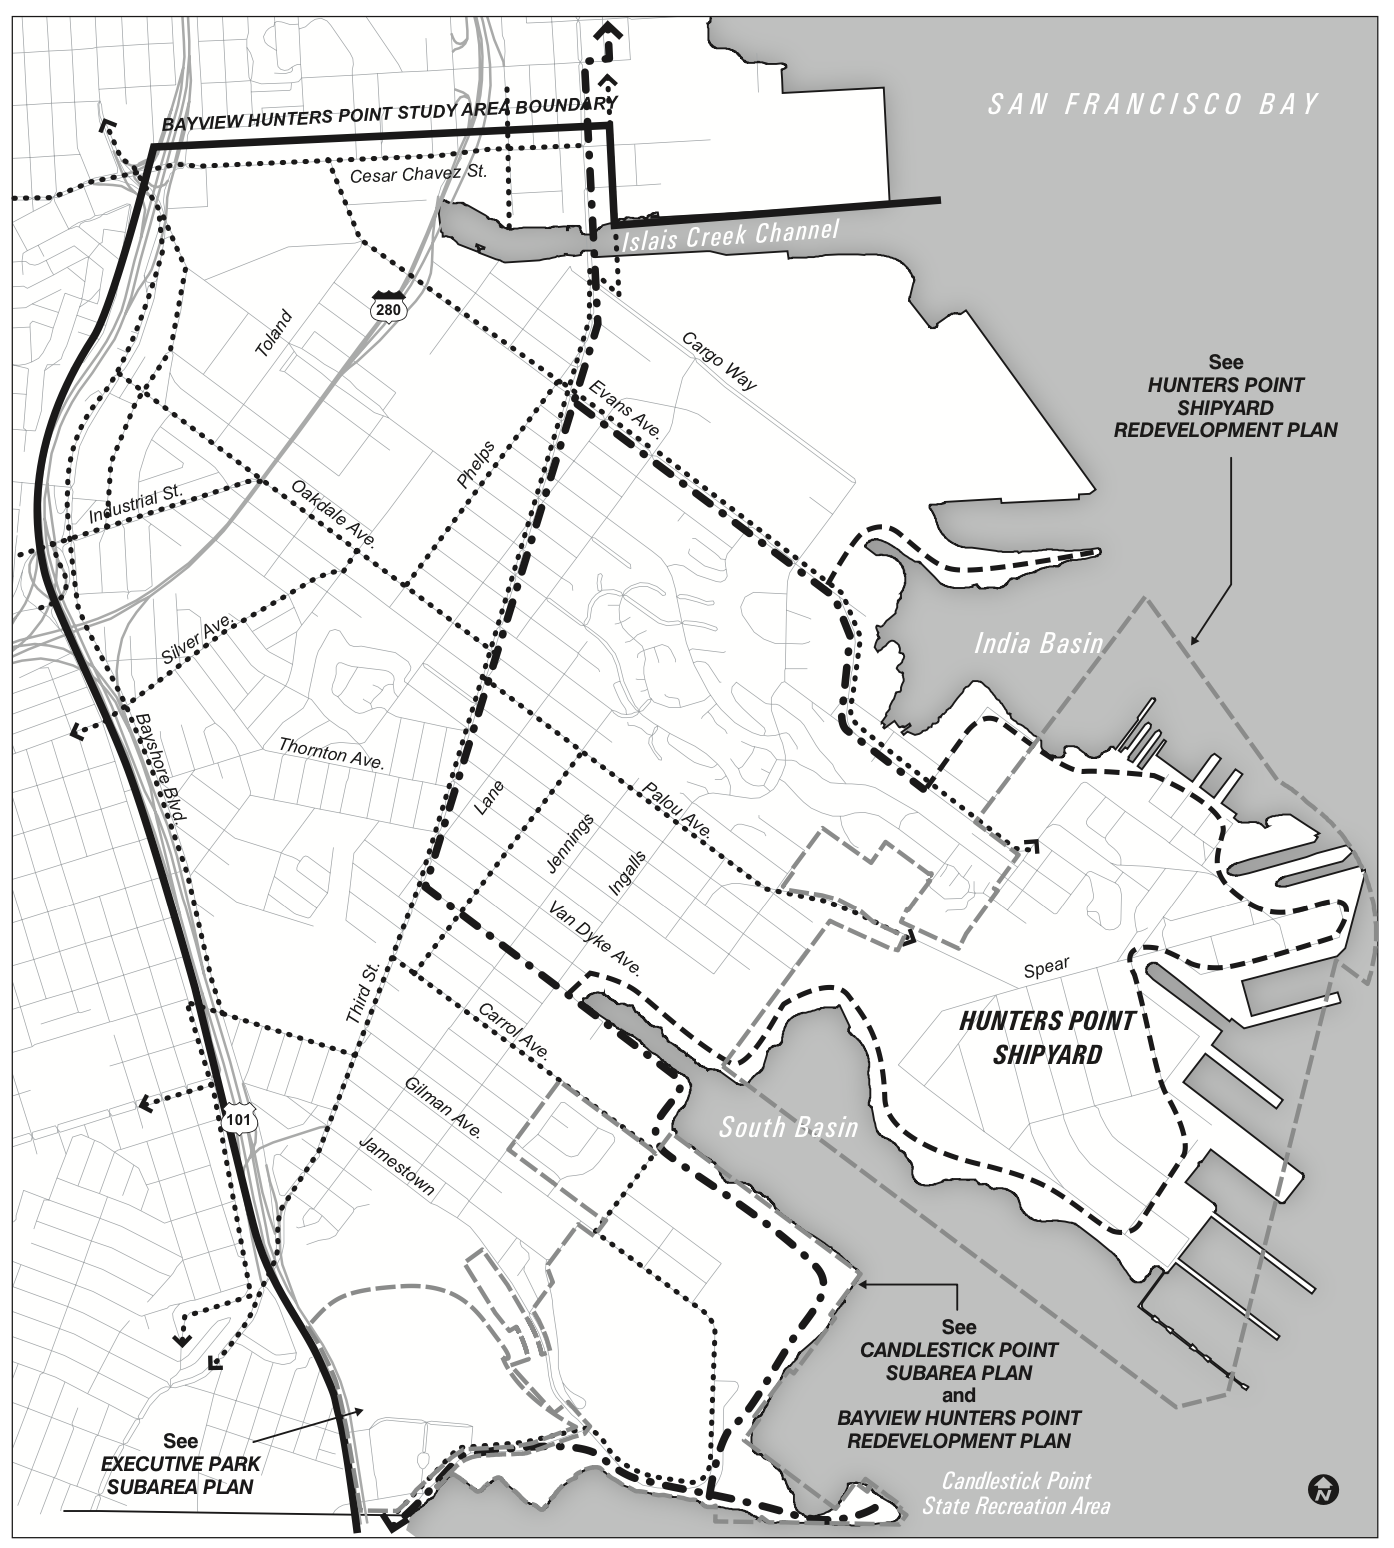 SAN FRANCISCO BAY
BAYVIEW HUNTERS POINT STUDY AREA BOUNDARY
Cesar Chavez St.
Islais Creek Channel
280
Toland
Cargo Way
See
HUNTERS POINT
SHIPYARD
REDEVELOPMENT PLAN
Evans Ave.
Phelps
Industrial St.
Oakdale Ave.
Silver Ave.
India Basin
Bayshore Blvd.
Thornton Ave.
Lane
Palou Ave.
Jennings
Ingalls
Van Dyke Ave.
Spear
Third St.
HUNTERS POINT
SHIPYARD
Carrol Ave.
101
Gilman Ave.
South Basin
Jamestown
See
CANDLESTICK POINT
SUBAREA PLAN
and
BAYVIEW HUNTERS POINT
REDEVELOPMENT PLAN
See
EXECUTIVE PARK
SUBAREA PLAN
Candlestick Point
State Recreation Area
N